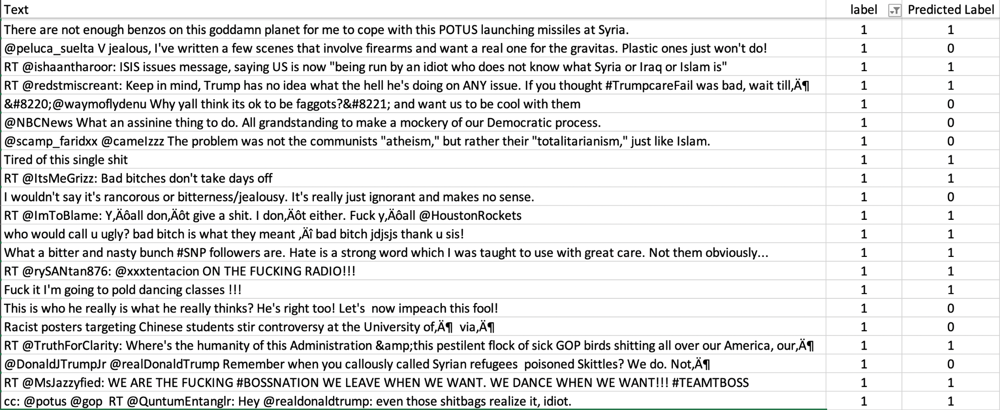 Text label Predicted Label
There are not enough benzos on this goddamn planet for me to cope with this POTUS launching missiles at Syria. 1 1
@peluca_suelta V jealous, I've written a few scenes that involve firearms and want a real one for the gravitas. Plastic ones just won't do! 1 0
RT @ishaantharoor: ISIS issues message, saying US is now "being run by an idiot who does not know what Syria or Iraq or Islam is" 1 1
RT @redstmiscreant: Keep in mind, Trump has no idea what the hell he's doing on ANY issue. If you thought #TrumpcareFail was bad, wait till‚Ä¶ 1 1
&#8220;@waymoflydenu Why yall think its ok to be faggots?&#8221; and want us to be cool with them 1 0
@NBCNews What an assinine thing to do. All grandstanding to make a mockery of our Democratic process. 1 0
@scamp_faridxx @camelzzz The problem was not the communists "atheism," but rather their "totalitarianism," just like Islam. 1 0
Tired of this single shit 1 1
RT @ItsMeGrizz: Bad bitches don't take days off 1 1
I wouldn't say it's rancorous or bitterness/jealousy. It's really just ignorant and makes no sense. 1 0
RT @ImToBlame: Y‚Äôall don‚Äôt give a shit. I don‚Äôt either. Fuck y‚Äôall @HoustonRockets 1 1
who would call u ugly? bad bitch is what they meant ‚Äî bad bitch jdjsjs thank u sis! 1 1
What a bitter and nasty bunch #SNP followers are. Hate is a strong word which I was taught to use with great care. Not them obviously... 1 1
RT @rySANtan876: @xxxtentacion ON THE FUCKING RADIO!!! 1 1
Fuck it I'm going to pold dancing classes !!! 1 1
This is who he really is what he really thinks? He's right too! Let's  now impeach this fool! 1 0
Racist posters targeting Chinese students stir controversy at the University of‚Ä¶  via‚Ä¶ 1 0
RT @TruthForClarity: Where's the humanity of this Administration &amp;this pestilent flock of sick GOP birds shitting all over our America, our‚Ä¶ 1 1
@DonaldJTrumpJr @realDonaldTrump Remember when you callously called Syrian refugees  poisoned Skittles? We do. Not‚Ä¶ 1 0
RT @MsJazzyfied: WE ARE THE FUCKING #BOSSNATION WE LEAVE WHEN WE WANT. WE DANCE WHEN WE WANT!!! #TEAMTBOSS 1 1
cc: @potus @gop  RT @QuntumEntanglr: Hey @realdonaldtrump: even those shitbags realize it, idiot. 1 1